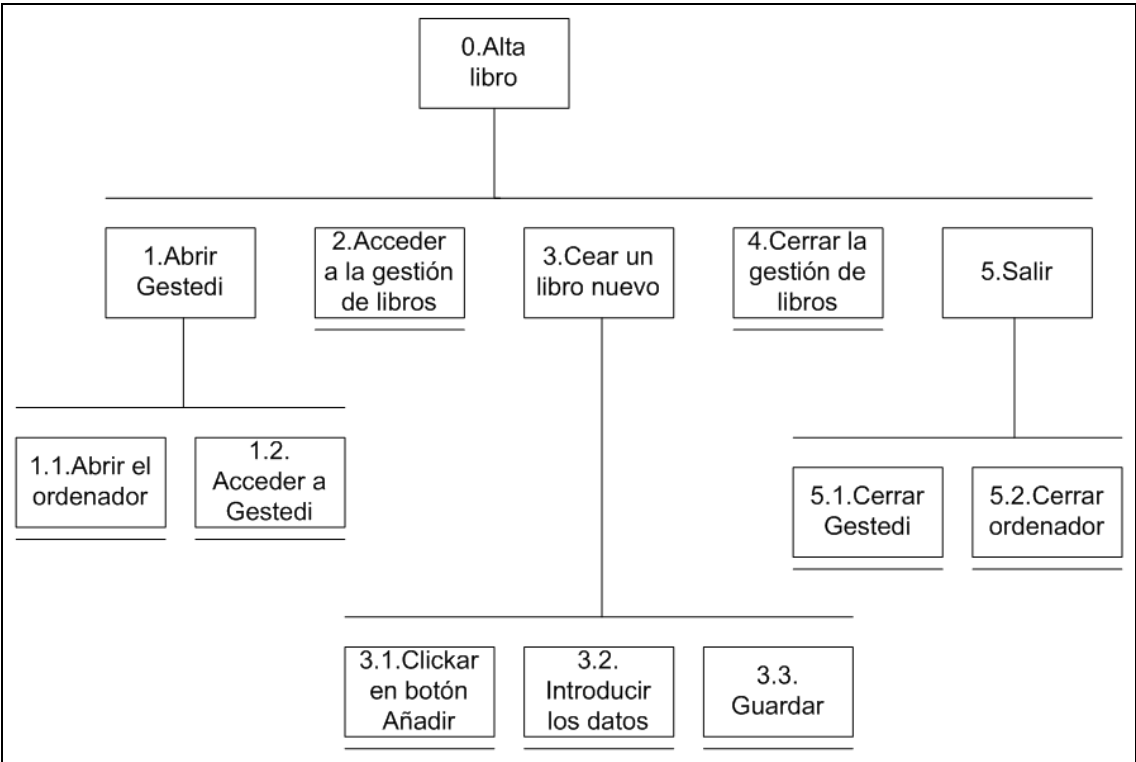 0.Alta
libro
1.Abrir
Gestedi
2.Acceder
a la gestión
de libros
3.Cear un
libro nuevo
4.Cerrar la
gestión de
libros
5.Salir
1.1.Abrir el
ordenador
1.2.
Acceder a
Gestedi
5.1.Cerrar
Gestedi
5.2.Cerrar
ordenador
3.1.Clickar
en botón
Añadir
3.2.
Introducir
los datos
3.3.
Guardar